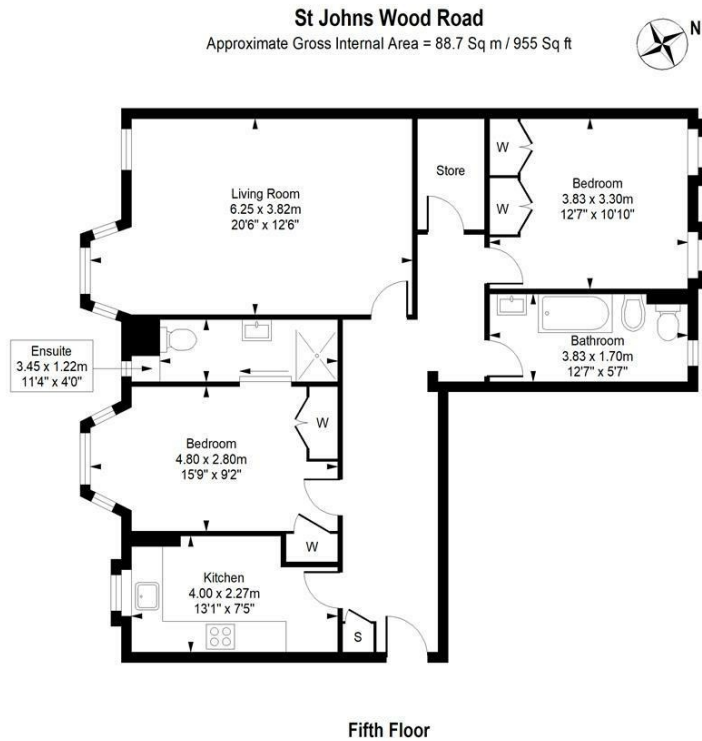 St Johns Wood Road
Approximate Gross Internal Area = 88.7 Sq m / 955 Sq ft
N
W
W
Store
Living Room
6.25 x 3.82m
20'6" x 12'6"
Bedroom
3.83 x 3.30m
12'7" x 10'10"
Ensuite
3.45 x 1.22m
11'4" x 4'0"
Bathroom
3.83 x 1.70m
12'7" x 5'7"
Bedroom
4.80 x 2.80m
15'9" x 9'2"
W
W
Kitchen
4.00 x 2.27m
13'1" x 7'5"
S
Fifth Floor